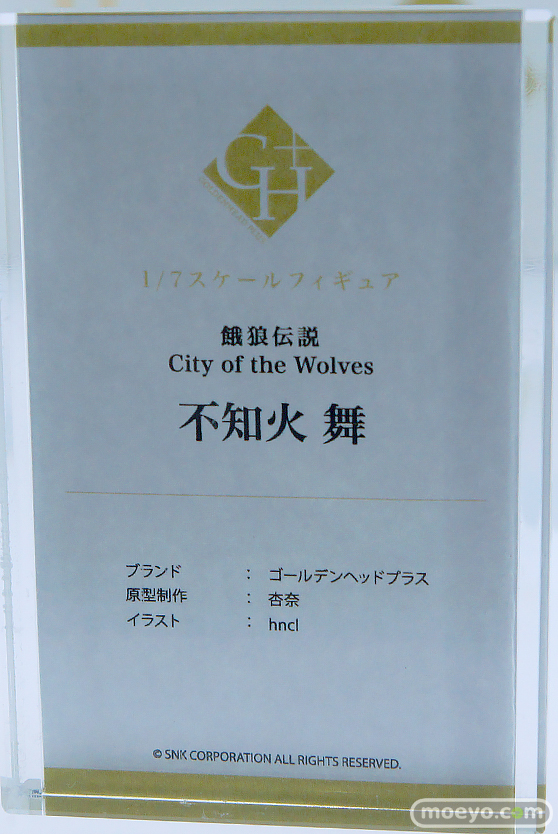 G+H
1/7スケールフィギュア
餓狼伝説
City of the Wolves
不知火 舞
ブランド : ゴールデンヘッドプラス
原型制作 : 杏奈
イラスト : hncl
© SNK CORPORATION ALL RIGHTS RESERVED.
moeyo.com